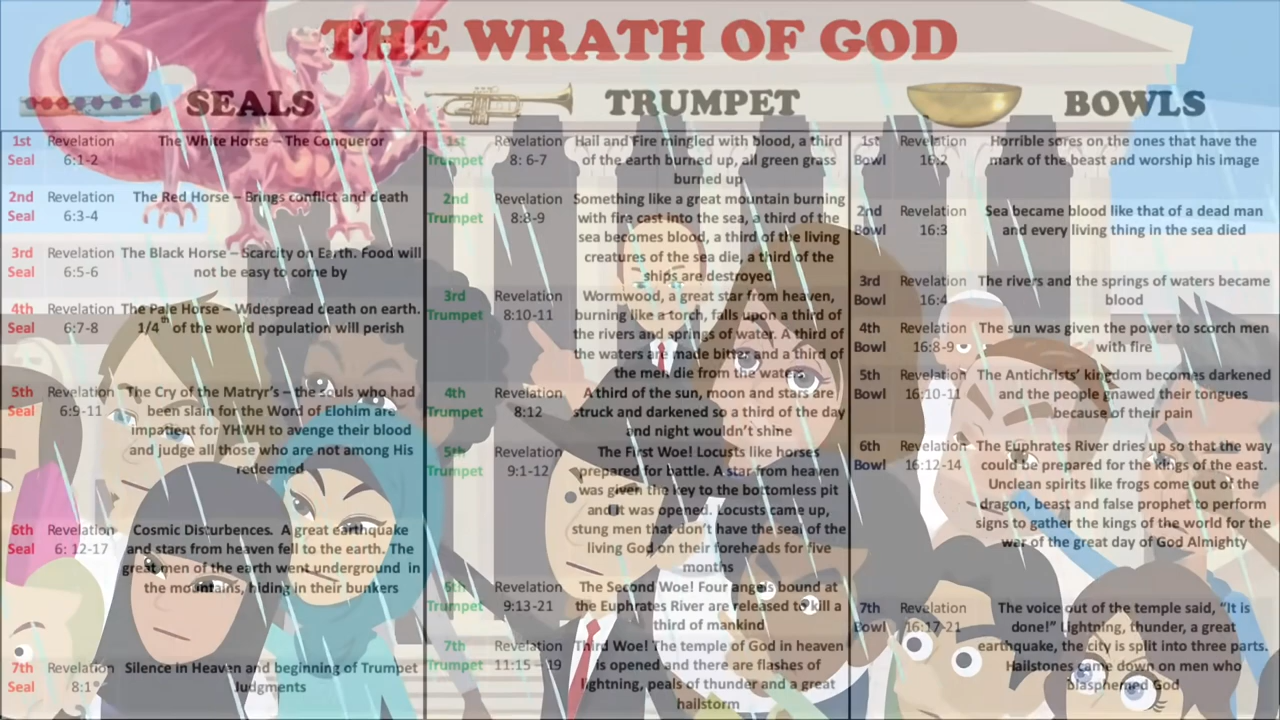 THE WRATH OF GOD
SEALS
1st Revelation The White Horse – The Conqueror
Seal 6:1-2
2nd Revelation The Red Horse – Brings conflict and death
Seal 6:3-4
3rd Revelation The Black Horse – Scarcity on Earth. Food will
Seal 6:5-6 not be easy to come by
4th Revelation The Pale Horse – Widespread death on earth.
Seal 6:7-8 1/4th of the world population will perish
5th Revelation The Cry of the Matryr's – the souls who had
Seal 6:9-11 been slain for the Word of Elohim are
impatient for YHWH to avenge their blood
and judge all those who are not among His
redeemed
6th Revelation Cosmic Disturbences. A great earthquake
Seal 6: 12-17 and stars from heaven fell to the earth. The
great men of the earth went underground in
the mountains, hiding in their bunkers
7th Revelation Silence in Heaven and beginning of Trumpet
Seal 8:1 Judgments
TRUMPET
1st Revelation Hail and Fire mingled with blood, a third
Trumpet 8: 6-7 of the earth burned up, all green grass
burned up
2nd Revelation Something like a great mountain burning
Trumpet 8:8-9 with fire cast into the sea, a third of the
sea becomes blood, a third of the living
creatures of the sea die, a third of the
ships are destroyed
3rd Revelation Wormwood, a great star from heaven,
Trumpet 8:10-11 burning like a torch, falls upon a third of
the rivers and springs of water. A third of
the waters are made bitter and a third of
the men die from the waters
4th Revelation A third of the sun, moon and stars are
Trumpet 8:12 struck and darkened so a third of the day
and night wouldn't shine
5th Revelation The First Woe! Locusts like horses
Trumpet 9:1-12 prepared for battle. A star from heaven
was given the key to the bottomless pit
and it was opened. Locusts came up,
stung men that don't have the seal of the
living God on their foreheads for five
months
6th Revelation The Second Woe! Four angels bound at
Trumpet 9:13-21 the Euphrates River are released to kill a
third of mankind
7th Revelation Third Woe! The temple of God in heaven
Trumpet 11:15 – 19 is opened and there are flashes of
lightning, peals of thunder and a great
hailstorm
BOWLS
1st Revelation Horrible sores on the ones that have the
Bowl 16:2 mark of the beast and worship his image
2nd Revelation Sea became blood like that of a dead man
Bowl 16:3 and every living thing in the sea died
3rd Revelation The rivers and the springs of waters became
Bowl 16:4 blood
4th Revelation The sun was given the power to scorch men
Bowl 16:8-9 with fire
5th Revelation The Antichrists' kingdom becomes darkened
Bowl 16:10-11 and the people gnawed their tongues
because of their pain
6th Revelation The Euphrates River dries up so that the way
Bowl 16:12-14 could be prepared for the kings of the east.
Unclean spirits like frogs come out of the
dragon, beast and false prophet to perform
signs to gather the kings of the world for the
war of the great day of God Almighty
7th Revelation The voice out of the temple said, "It is
Bowl 16:17-21 done!" Lightning, thunder, a great
earthquake, the city is split into three parts.
Hailstones came down on men who
blasphemed God